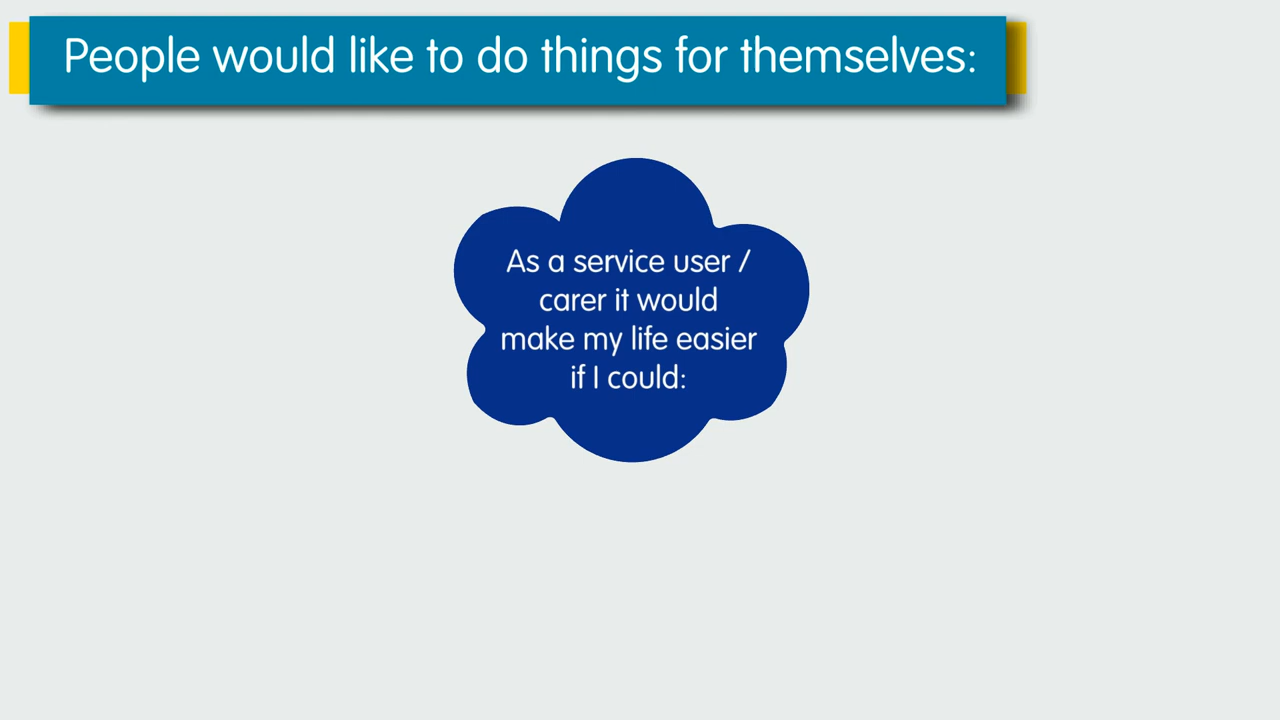 People would like to do things for themselves:
As a service user /
carer it would
make my life easier
if I could: